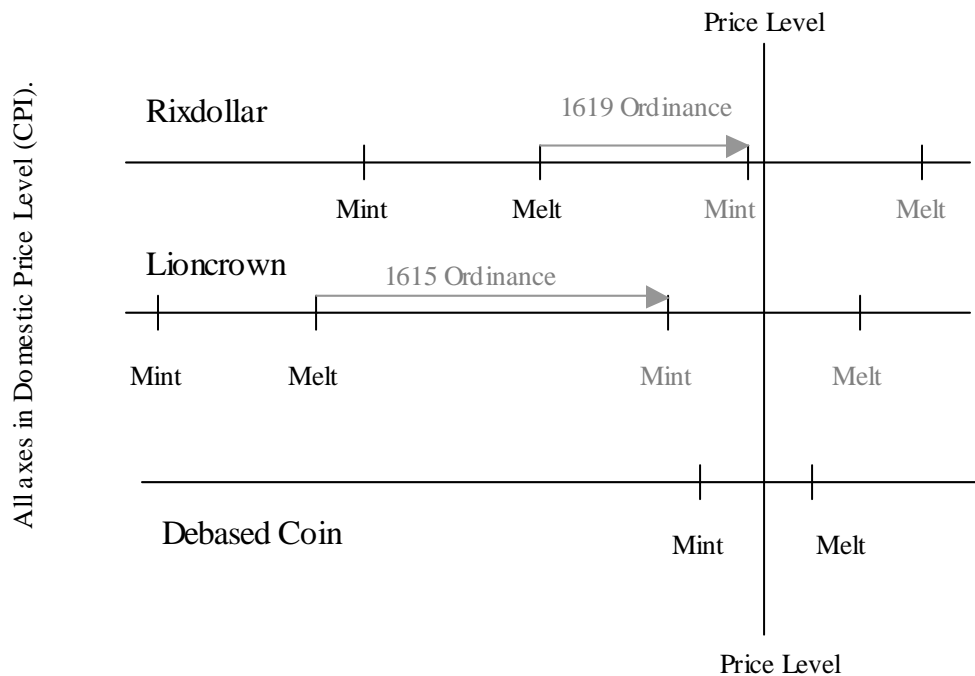 Price Level
All axes in Domestic Price Level (CPI).
Rixdollar
1619 Ordinance
Mint Melt Mint Melt
Lioncrown
1615 Ordinance
Mint Melt Mint Melt
Debased Coin
Mint Melt
Price Level